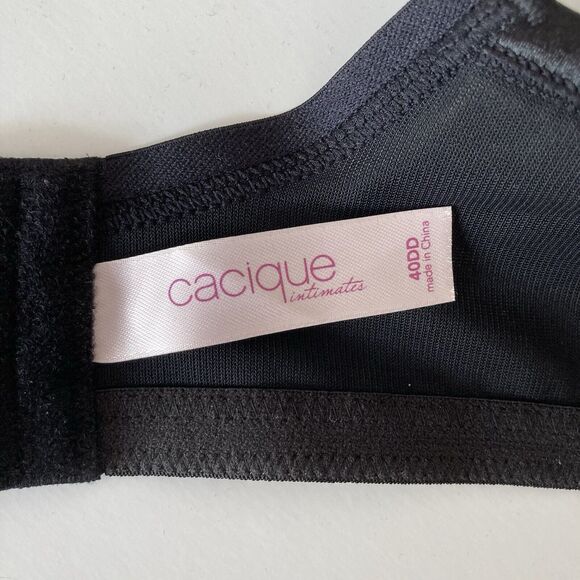 cacique
intimates
40DD
made in China